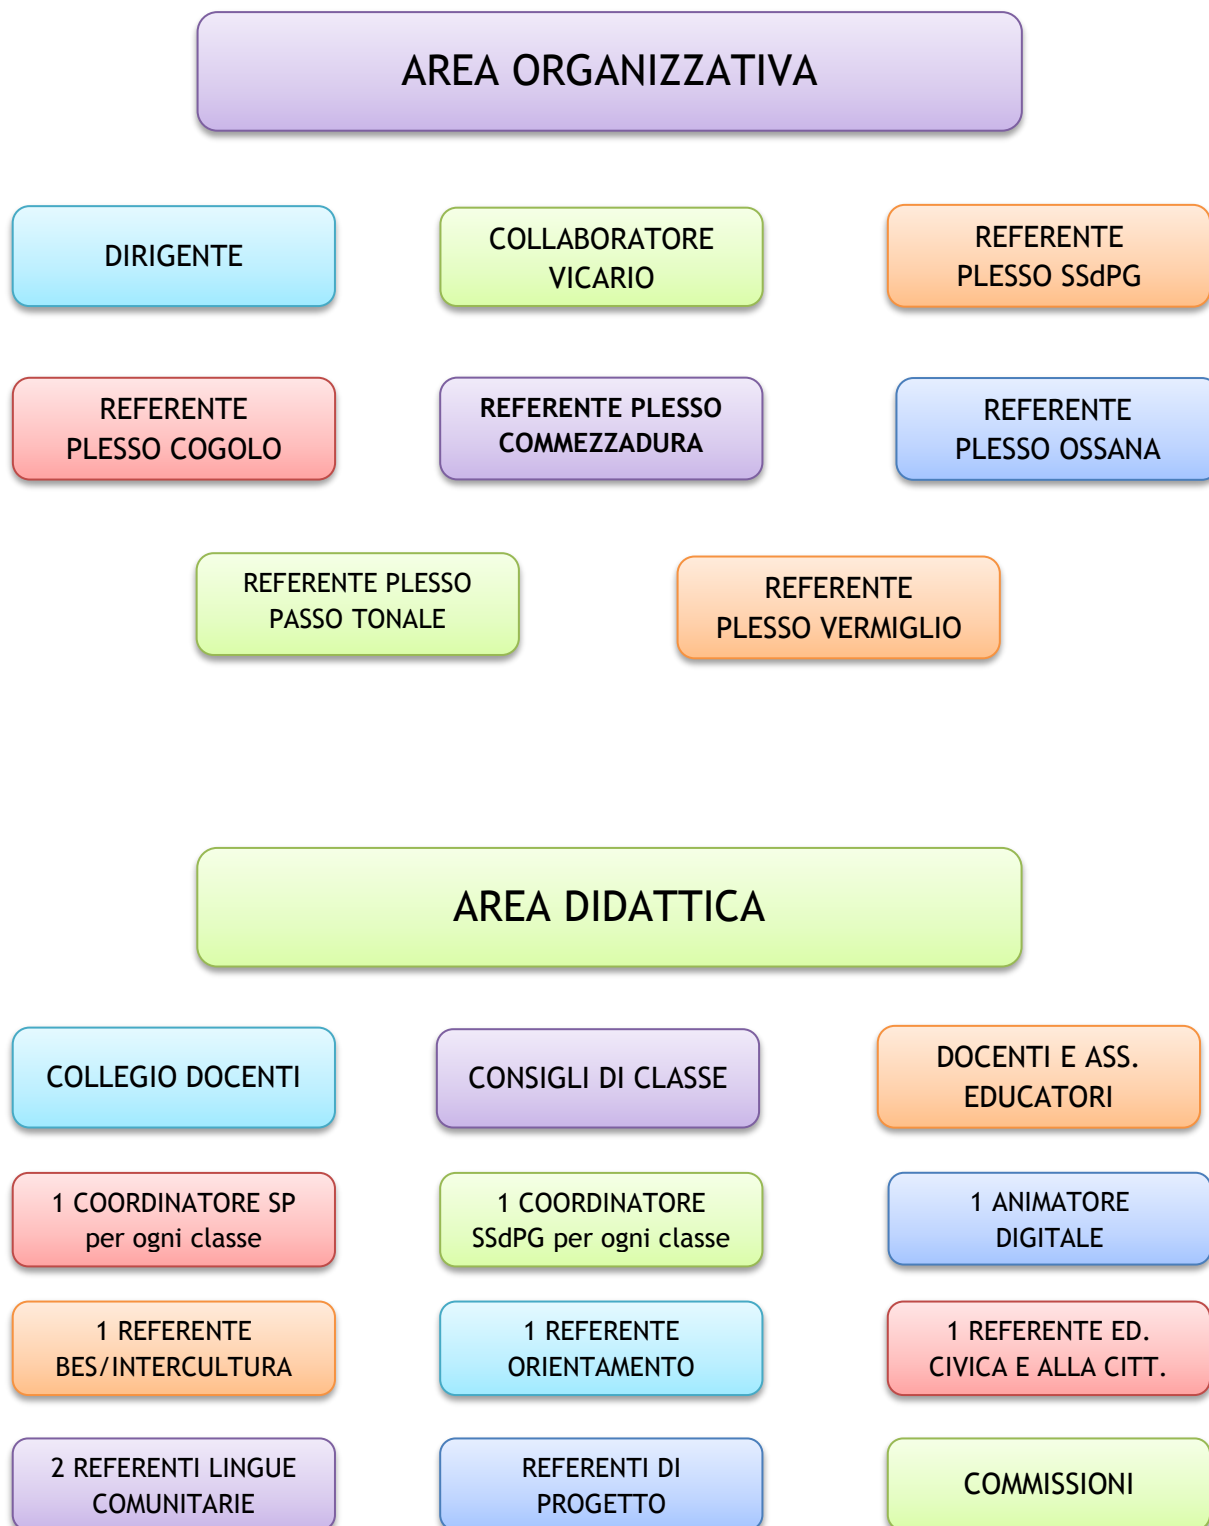 AREA ORGANIZZATIVA
DIRIGENTE
COLLABORATORE
VICARIO
REFERENTE
PLESSO SSdPG
REFERENTE
PLESSO COGOLO
REFERENTE PLESSO
COMMEZZADURA
REFERENTE
PLESSO OSSANA
REFERENTE PLESSO
PASSO TONALE
REFERENTE
PLESSO VERMIGLIO
AREA DIDATTICA
COLLEGIO DOCENTI
CONSIGLI DI CLASSE
DOCENTI E ASS.
EDUCATORI
1 COORDINATORE SP
per ogni classe
1 COORDINATORE
SSdPG per ogni classe
1 ANIMATORE
DIGITALE
1 REFERENTE
BES/INTERCULTURA
1 REFERENTE
ORIENTAMENTO
1 REFERENTE ED.
CIVICA E ALLA CITT.
2 REFERENTI LINGUE
COMUNITARIE
REFERENTI DI
PROGETTO
COMMISSIONI